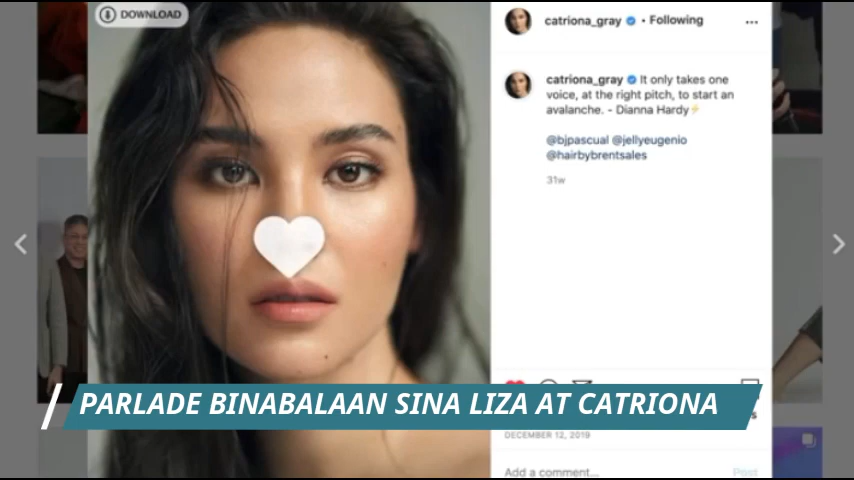 DOWNLOAD
catriona_gray • Following
catriona_gray It only takes one
voice, at the right pitch, to start an
avalanche. - Dianna Hardy⚡
@bjpascual @jellyeugenio
@hairbybrentsales
31w
PARLADE BINABALAAN SINA LIZA AT CATRIONA
DECEMBER 12, 2019
Add a comment...
Post